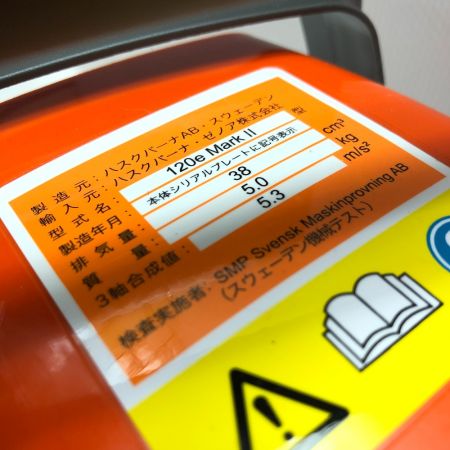 製造元：ハスクバーナAB・スウェーデン
輸入元：ハスクバーナ・ゼノア株式会社
型式名：120e Mark II 型
製造年月：本体シリアルプレートに記号表示
排気量：38 cm³
質量：5.0 kg
3軸合成値：5.3 m/s²
検査実施者：SMP Svensk Maskinprovning AB
(スウェーデン機械テスト)